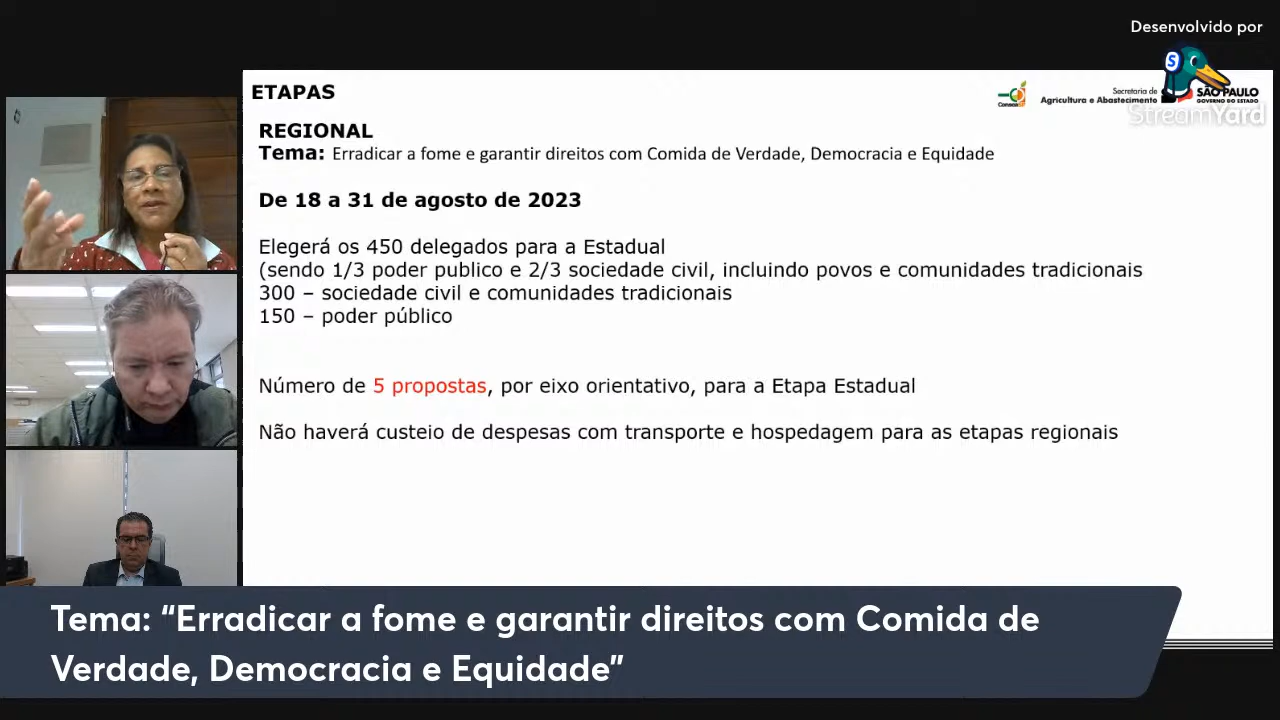 Desenvolvido por
StreamYard
ETAPAS
Consea
Secretaria de
Agricultura e Abastecimento
SÃO PAULO
GOVERNO DO ESTADO
REGIONAL
Tema: Erradicar a fome e garantir direitos com Comida de Verdade, Democracia e Equidade
De 18 a 31 de agosto de 2023
Elegerá os 450 delegados para a Estadual
(sendo 1/3 poder publico e 2/3 sociedade civil, incluindo povos e comunidades tradicionais
300 – sociedade civil e comunidades tradicionais
150 – poder público
Número de 5 propostas, por eixo orientativo, para a Etapa Estadual
Não haverá custeio de despesas com transporte e hospedagem para as etapas regionais
Tema: “Erradicar a fome e garantir direitos com Comida de
Verdade, Democracia e Equidade”